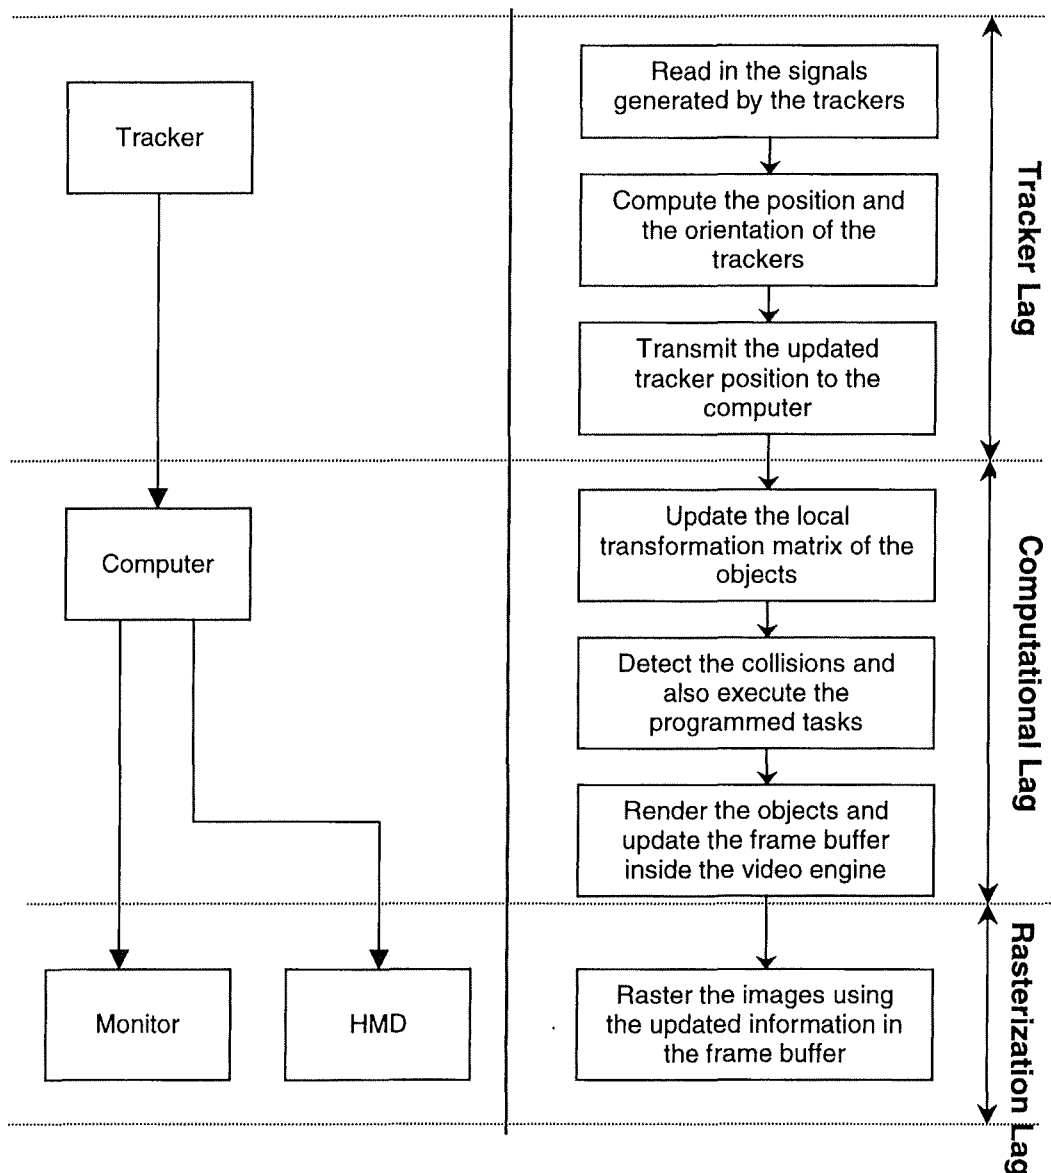 Tracker
Computer
Monitor
HMD
Read in the signals
generated by the trackers
Compute the position and
the orientation of the
trackers
Transmit the updated
tracker position to the
computer
Update the local
transformation matrix of the
objects
Detect the collisions and
also execute the
programmed tasks
Render the objects and
update the frame buffer
inside the video engine
Raster the images using
the updated information in
the frame buffer
Tracker Lag
Computational Lag
Rasterization Lag